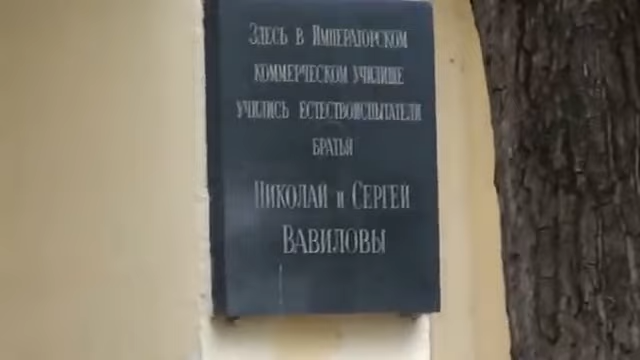 Здесь в Императорском
коммерческом училище
учились естествоиспытатели
братья
Николай и Сергей
Вавиловы